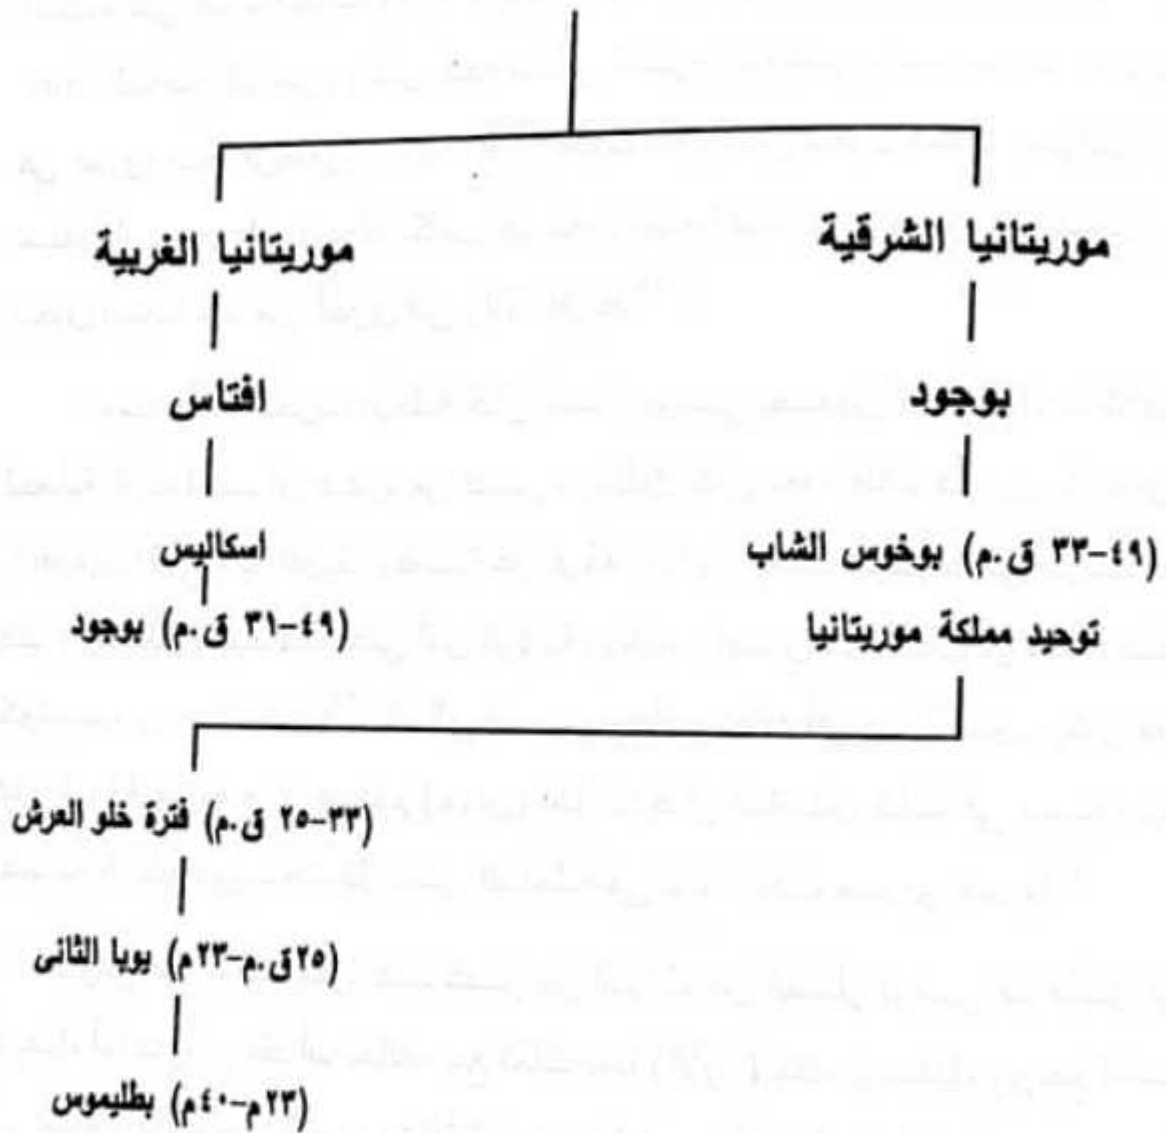 موريتانيا الشرقية
موريتانيا الغربية
بوجود
افتاس
(٤٩-٣٣ ق.م) بوخوس الشاب
اسكاليس
توحيد مملكة موريتانيا
(٤٩-٣١ ق.م) بوجود
(٣٣-٢٥ ق.م) فترة خلو العرش
(٢٥ق.م-٢٣م) يوبا الثانى
(٢٣م-٤٠م) بطليموس